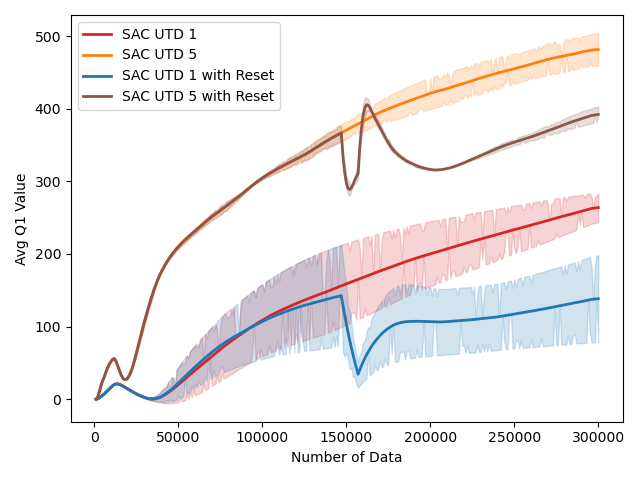 SAC UTD 1
SAC UTD 5
SAC UTD 1 with Reset
SAC UTD 5 with Reset
500
400
300
200
100
0
Avg Q1 Value
0 50000 100000 150000 200000 250000 300000
Number of Data